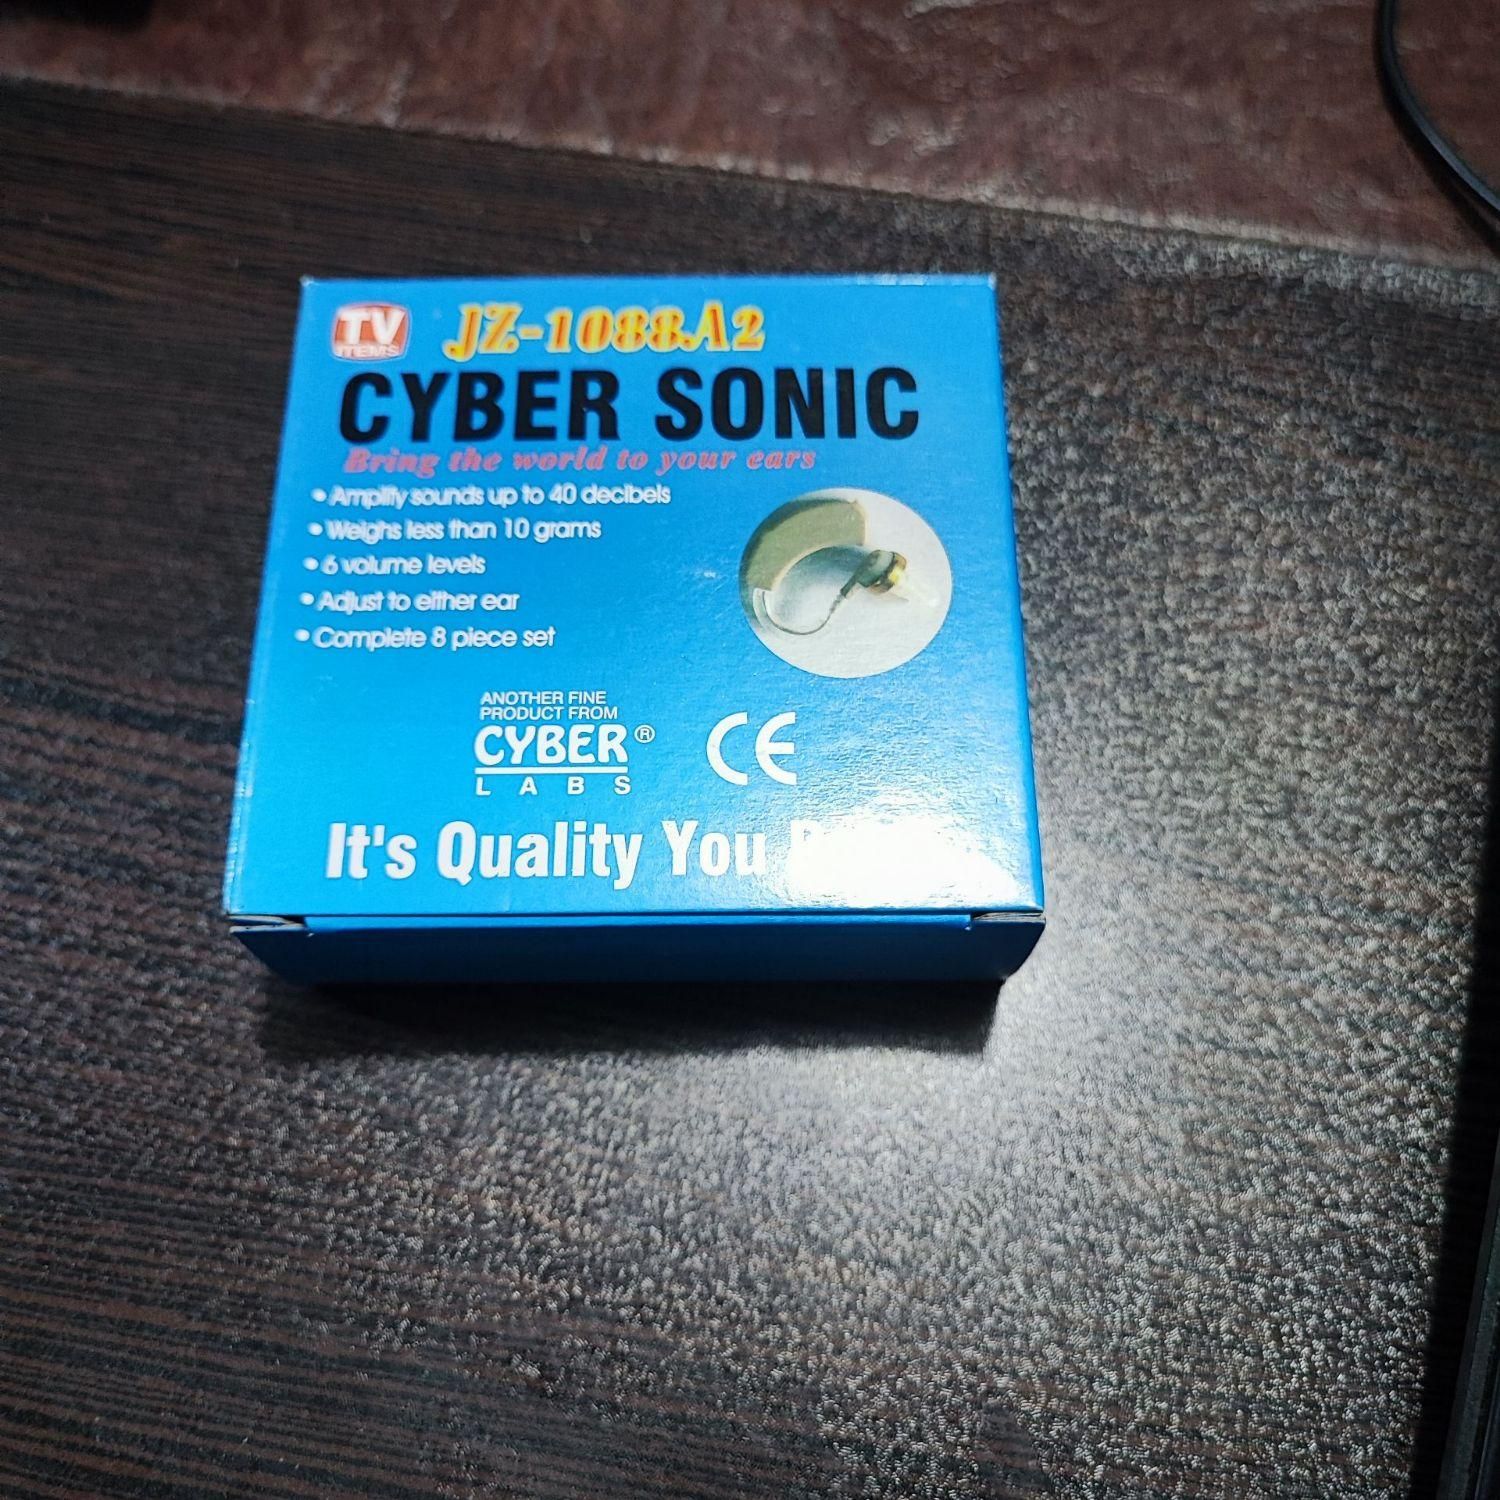 TV
ITEMS
JZ-1088A2
CYBER SONIC
Bring the world to your ears
• Amplify sounds up to 40 decibels
• Weighs less than 10 grams
• 6 volume levels
• Adjust to either ear
• Complete 8 piece set
ANOTHER FINE
PRODUCT FROM
CYBER®
LABS
CE
It's Quality You